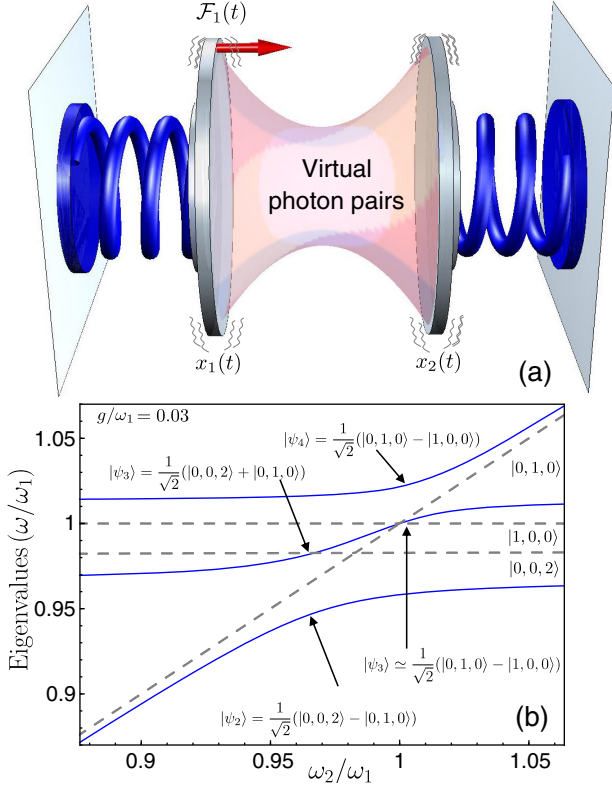 𝓕₁(t)
Virtual
photon pairs
x₁(t)
x₂(t)
(a)
g/ω₁ = 0.03
1.05
|ψ₄⟩ = 1/√2(|0,1,0⟩ − |1,0,0⟩)
|ψ₃⟩ = 1/√2(|0,0,2⟩ + |0,1,0⟩)
|0,1,0⟩
Eigenvalues (ω/ω₁)
1
|1,0,0⟩
|0,0,2⟩
0.95
|ψ₃⟩ ≃ 1/√2(|0,1,0⟩ − |1,0,0⟩)
0.9
|ψ₂⟩ = 1/√2(|0,0,2⟩ − |0,1,0⟩)
(b)
0.9
0.95
1
1.05
ω₂/ω₁